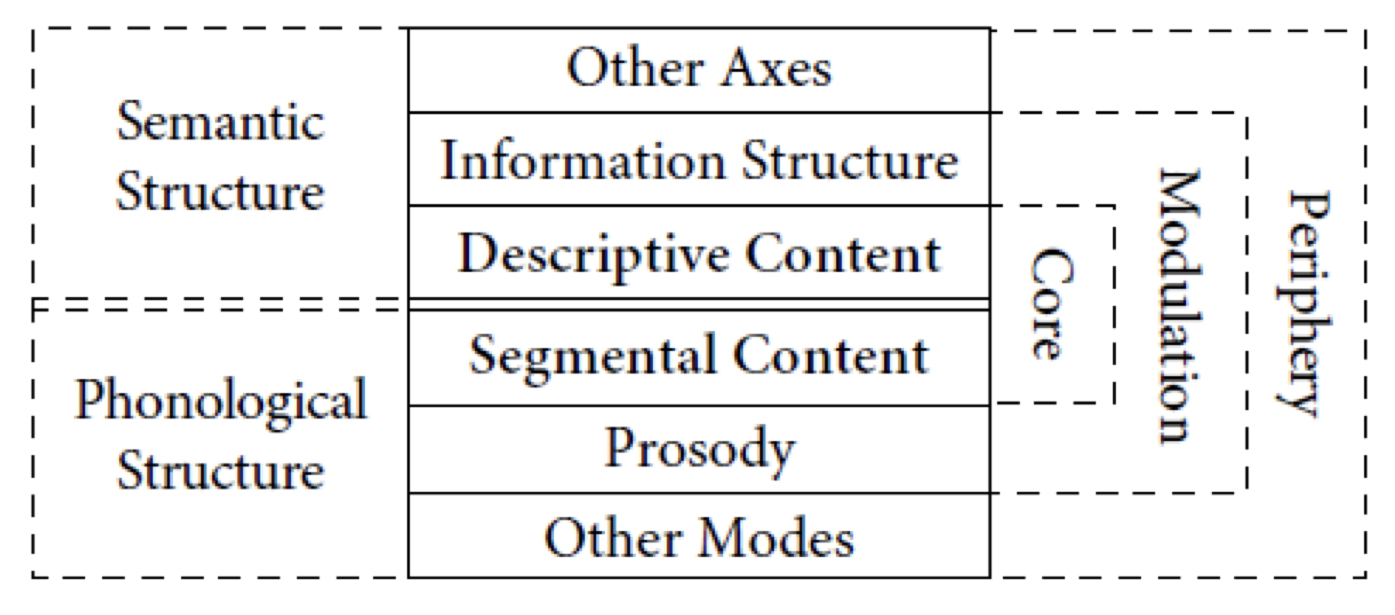 Semantic
Structure
Phonological
Structure
Other Axes
Information Structure
Descriptive Content
Segmental Content
Prosody
Other Modes
Core
Modulation
Periphery